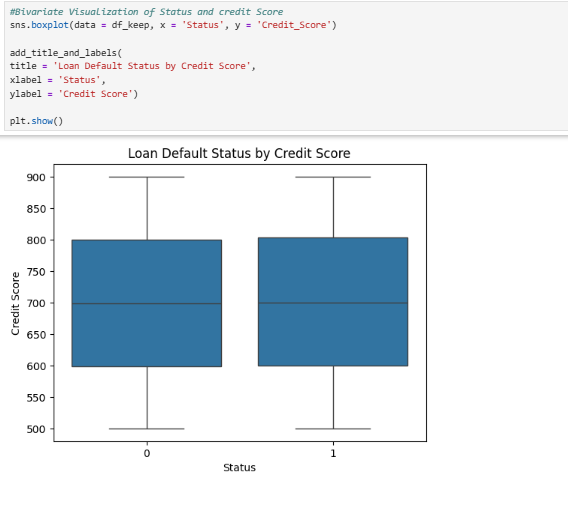 #Bivariate Visualization of Status and credit Score
sns.boxplot(data = df_keep, x = 'Status', y = 'Credit_Score')
add_title_and_labels(
title = 'Loan Default Status by Credit Score',
xlabel = 'Status',
ylabel = 'Credit Score')
plt.show()
Loan Default Status by Credit Score
900
850
800
750
700
650
600
550
500
Credit Score
0 1
Status